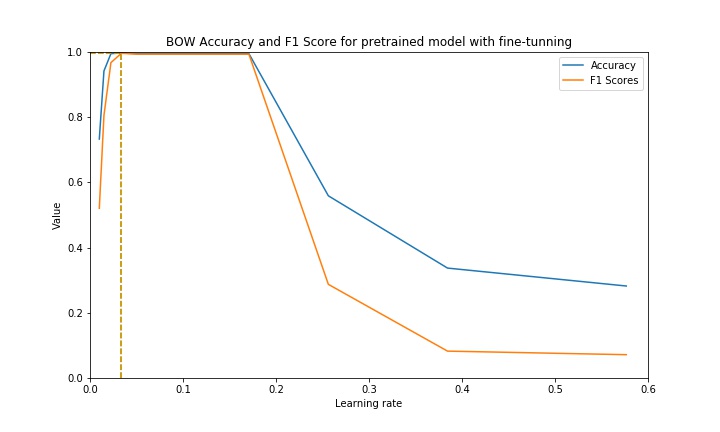 BOW Accuracy and F1 Score for pretrained model with fine-tunning
Accuracy
F1 Scores
1.0
0.8
0.6
0.4
0.2
0.0
Value
0.0 0.1 0.2 0.3 0.4 0.5 0.6
Learning rate